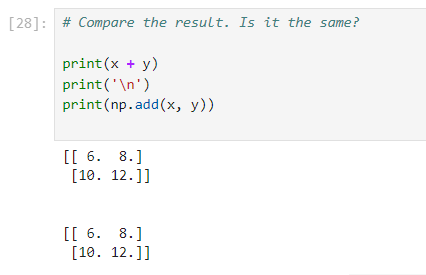 [28]: # Compare the result. Is it the same?
print(x + y)
print('\n')
print(np.add(x, y))
[[ 6.  8.]
 [10. 12.]]
[[ 6.  8.]
 [10. 12.]]